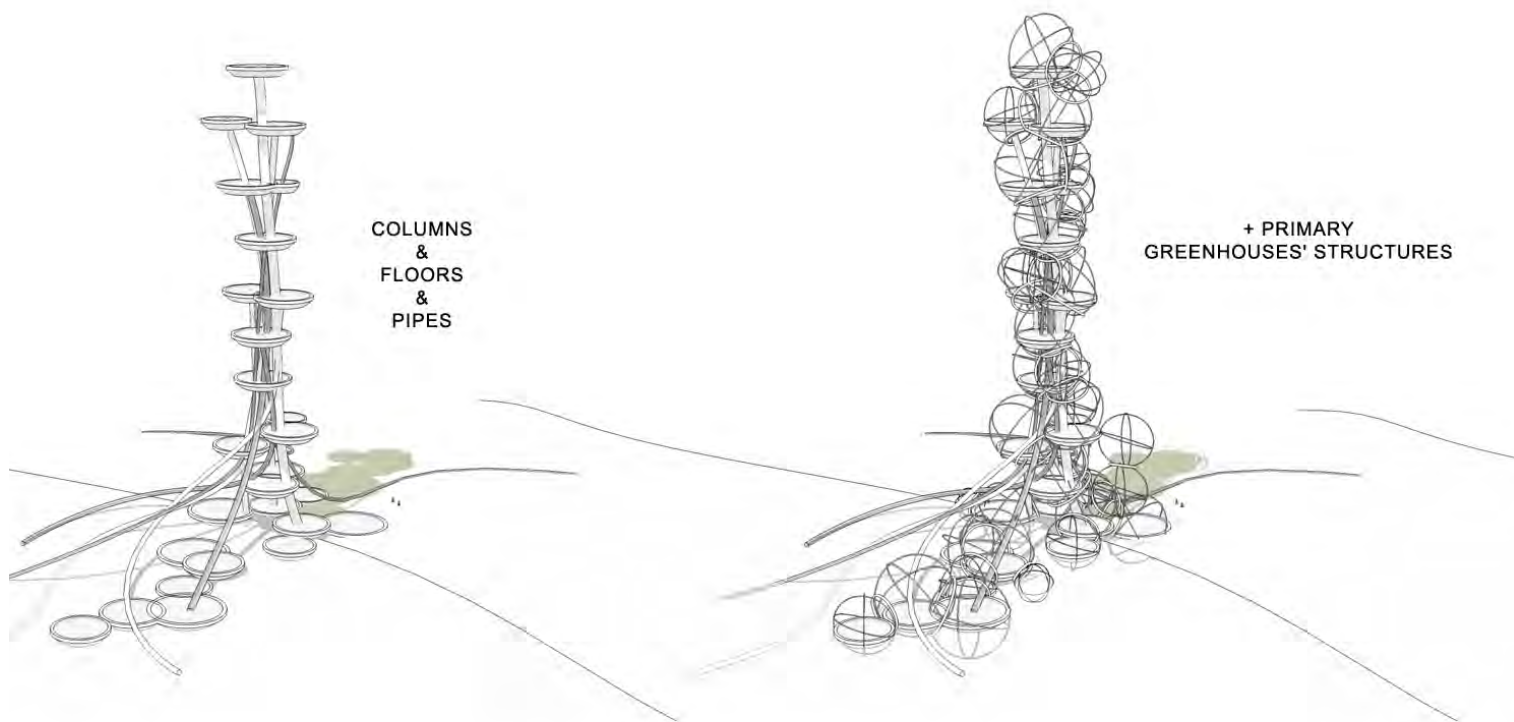 COLUMNS
&
FLOORS
&
PIPES
+ PRIMARY
GREENHOUSES' STRUCTURES